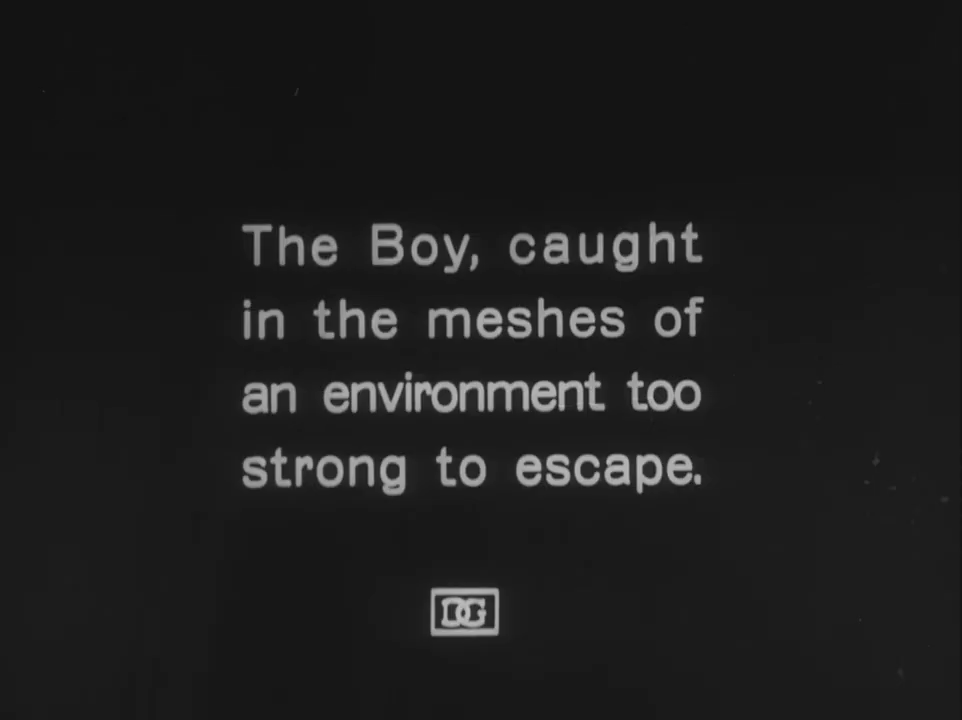 The Boy, caught
in the meshes of
an environment too
strong to escape.
DG